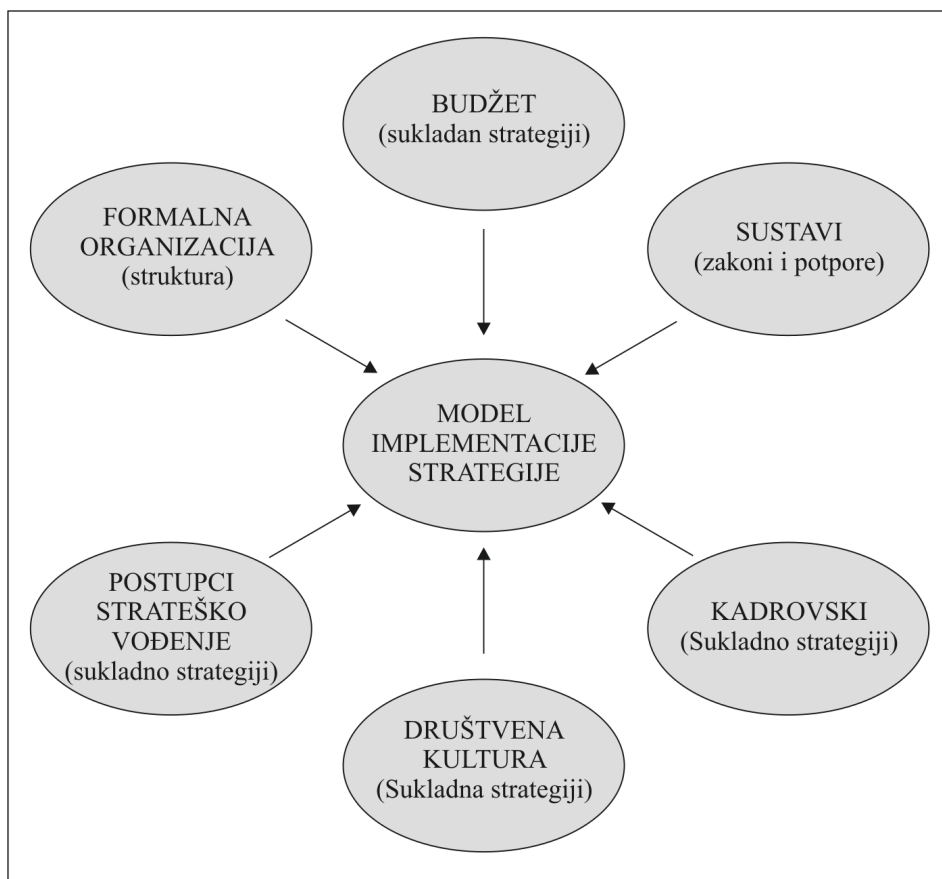 BUDŽET
(sukladan strategiji)
FORMALNA
ORGANIZACIJA
(struktura)
SUSTAVI
(zakoni i potpore)
MODEL
IMPLEMENTACIJE
STRATEGIJE
POSTUPCI
STRATEŠKO
VOĐENJE
(sukladno strategiji)
KADROVSKI
(Sukladno strategiji)
DRUŠTVENA
KULTURA
(Sukladna strategiji)